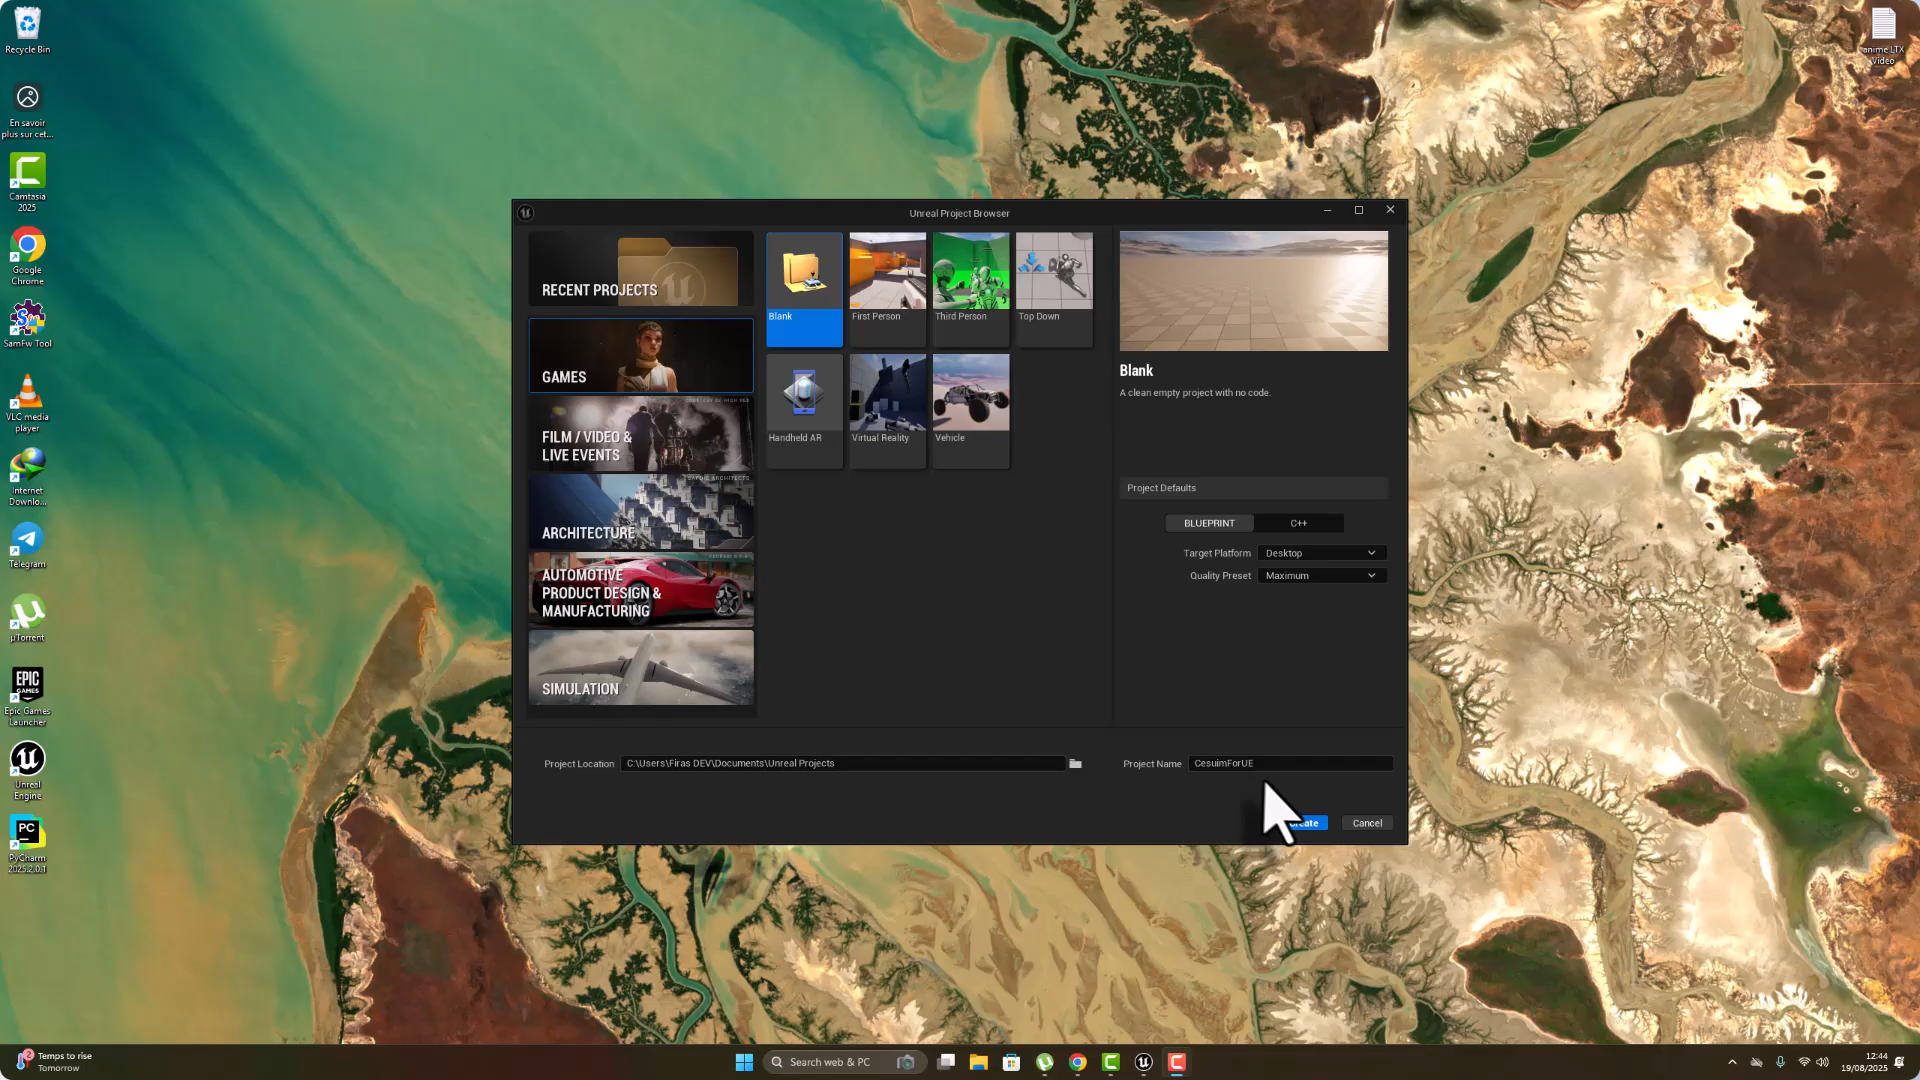 Recycle Bin
En savoir
plus sur cet...
Camtasia
2025
Google
Chrome
SamFw Tool
VLC media
player
Internet
Downlo...
Telegram
µTorrent
EPIC
GAMES
Epic Games
Launcher
Unreal
Engine
PC
PyCharm
2025.2.0.1
anime LTX
Video
Unreal Project Browser
RECENT PROJECTS
GAMES
FILM / VIDEO &
LIVE EVENTS
ARCHITECTURE
AUTOMOTIVE
PRODUCT DESIGN &
MANUFACTURING
SIMULATION
Blank
First Person
Third Person
Top Down
Handheld AR
Virtual Reality
Vehicle
Blank
A clean empty project with no code.
Project Defaults
BLUEPRINT
C++
Target Platform
Desktop
Quality Preset
Maximum
Project Location
C:\Users\Firas DEV\Documents\Unreal Projects
Project Name
CesuimForUE
Cancel
2
Temps to rise
Tomorrow
Search web & PC
12:44
19/08/2025